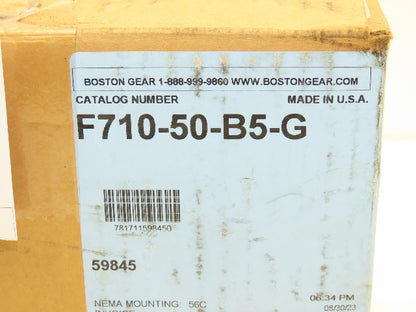 BOSTON GEAR 1-888-999-9860 WWW.BOSTONGEAR.COM
CATALOG NUMBER MADE IN U.S.A.
F710-50-B5-G
781711598450
59845
NEMA MOUNTING: 56C 06:34 PM
INVOICE 08/30/23